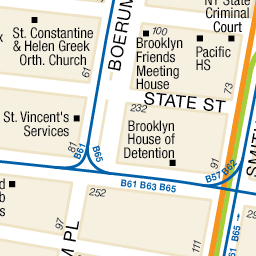 St. Constantine
& Helen Greek
Orth. Church
61
BOERUM
100
Brooklyn
Friends
Meeting
House
NY State
Criminal
Court
Pacific
HS
73
232
STATE ST
St. Vincent's
Services
81
B61
B65
Brooklyn
House of
Detention
91
B57 B62
SMITH
B61 B63 B65
252
97
M PL
111
B65